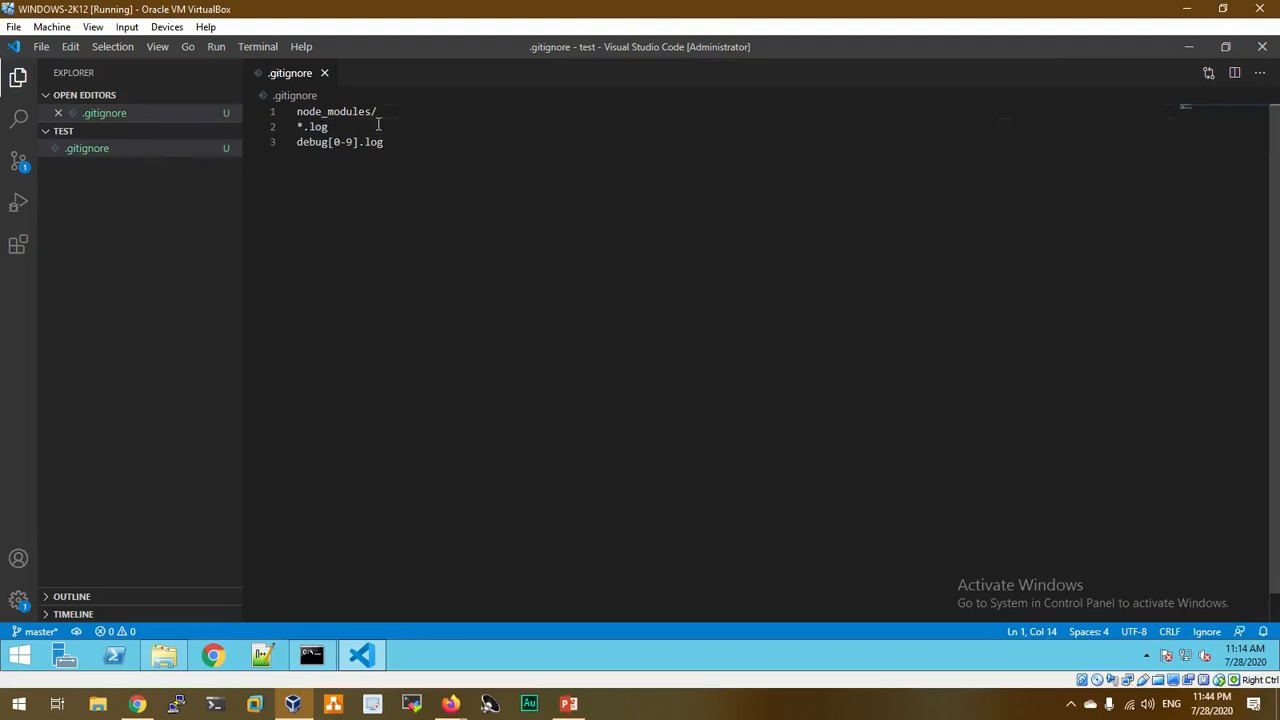 WINDOWS-2K12 [Running] - Oracle VM VirtualBox
File Machine View Input Devices Help
File Edit Selection View Go Run Terminal Help
.gitignore - test - Visual Studio Code [Administrator]
EXPLORER
.gitignore
OPEN EDITORS
.gitignore
.gitignore U
1 node_modules/
2 *.log
TEST
3 debug[0-9].log
.gitignore U
1
1
OUTLINE
TIMELINE
Activate Windows
Go to System in Control Panel to activate Windows.
master* 0 0 Ln 1, Col 14 Spaces: 4 UTF-8 CRLF Ignore
11:14 AM
7/28/2020
Right Ctrl
Au
ENG
11:44 PM
7/28/2020